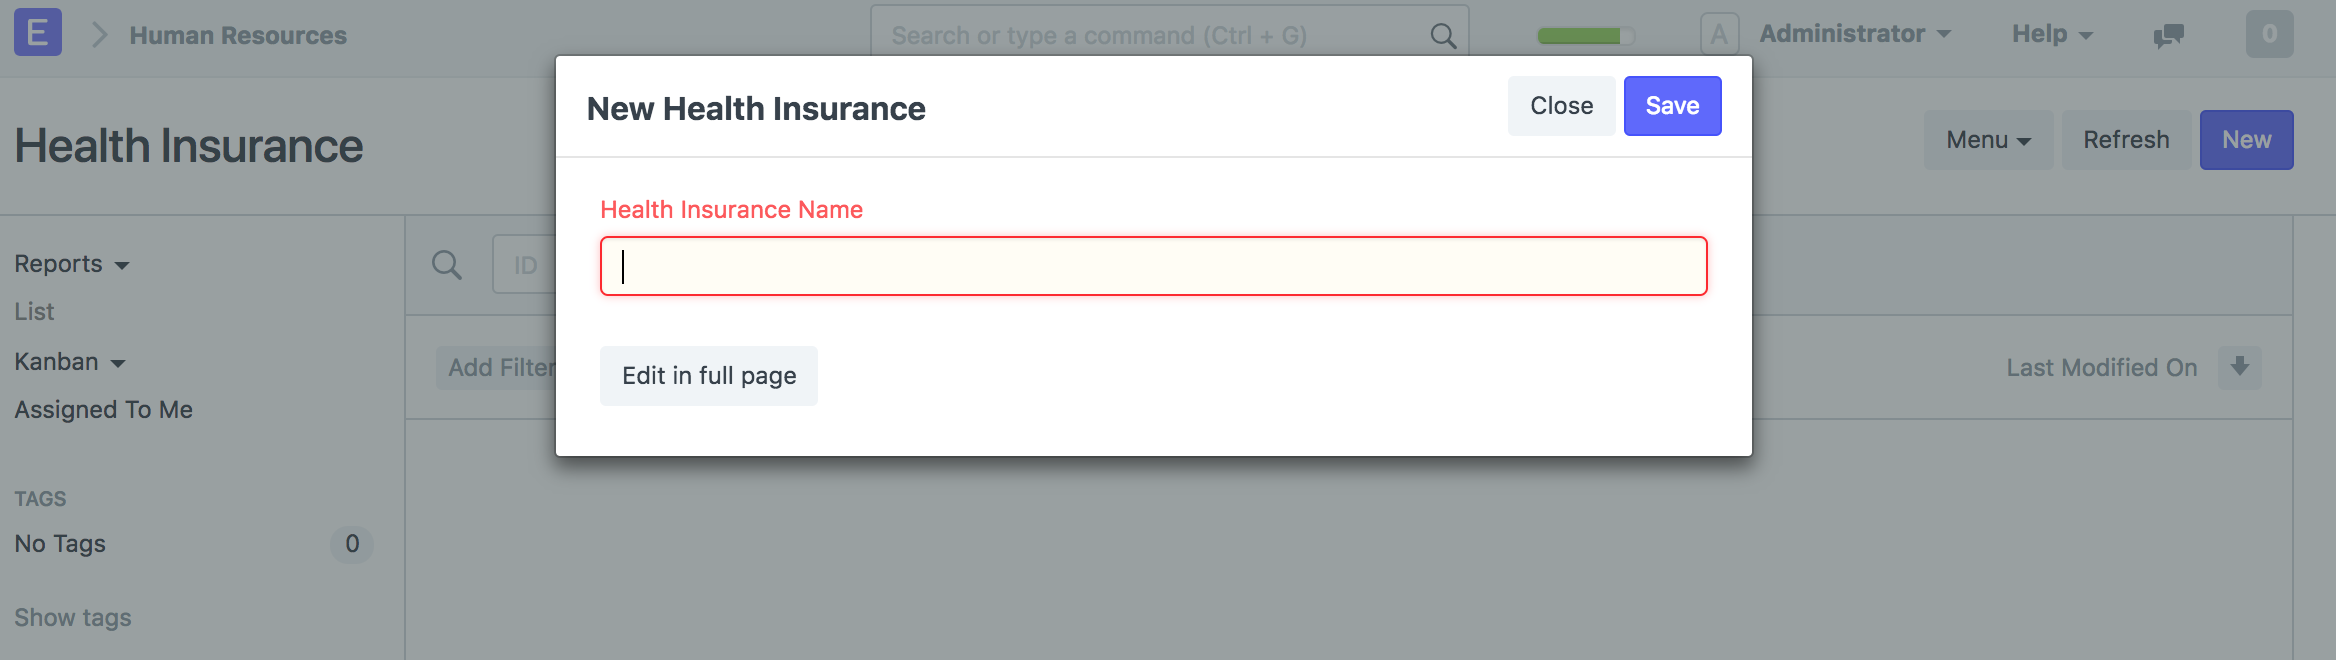 E
Human Resources
Search or type a command (Ctrl + G)
A
Administrator
Help
0
New Health Insurance
Close
Save
Health Insurance
Menu
Refresh
New
Health Insurance Name
Reports
List
Kanban
Assigned To Me
ID
Add Filter
Last Modified On
Edit in full page
TAGS
No Tags
0
Show tags